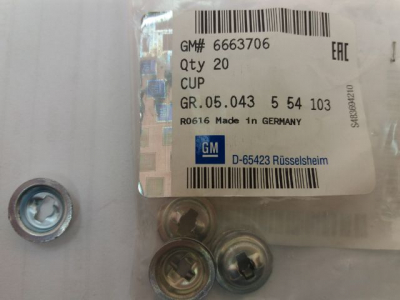 GM# 6663706
EAC
Qty 20
CUP
GR.05.043 5 54 103
R0616 Made in GERMANY
GM
D-65423 Rüsselsheim
5483694210